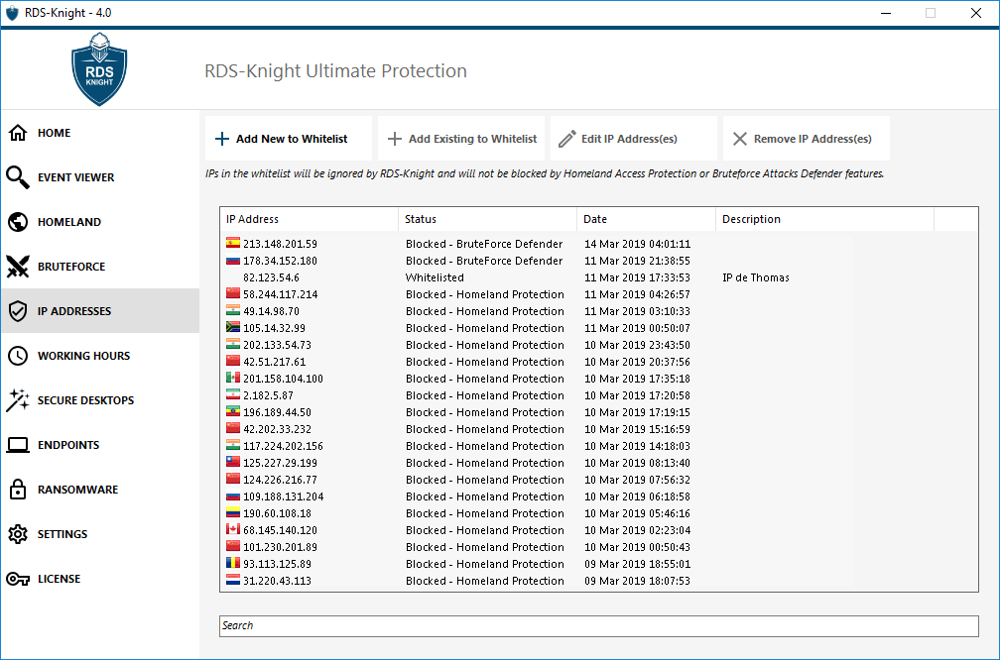 RDS-Knight - 4.0
RDS
KNIGHT
RDS-Knight Ultimate Protection
HOME
EVENT VIEWER
HOMELAND
BRUTEFORCE
IP ADDRESSES
WORKING HOURS
SECURE DESKTOPS
ENDPOINTS
RANSOMWARE
SETTINGS
LICENSE
Add New to Whitelist Add Existing to Whitelist Edit IP Address(es) Remove IP Address(es)
IPs in the whitelist will be ignored by RDS-Knight and will not be blocked by Homeland Access Protection or Bruteforce Attacks Defender features.
IP Address Status Date Description
213.148.201.59 Blocked - BruteForce Defender 14 Mar 2019 04:01:11
178.34.152.180 Blocked - BruteForce Defender 11 Mar 2019 21:38:55
82.123.54.6 Whitelisted 11 Mar 2019 17:33:53 IP de Thomas
58.244.117.214 Blocked - Homeland Protection 11 Mar 2019 04:26:57
49.14.98.70 Blocked - Homeland Protection 11 Mar 2019 03:10:33
105.14.32.99 Blocked - Homeland Protection 11 Mar 2019 00:50:07
202.133.54.73 Blocked - Homeland Protection 10 Mar 2019 23:43:50
42.51.217.61 Blocked - Homeland Protection 10 Mar 2019 20:37:56
201.158.104.100 Blocked - Homeland Protection 10 Mar 2019 17:35:18
2.182.5.87 Blocked - Homeland Protection 10 Mar 2019 17:20:58
196.189.44.50 Blocked - Homeland Protection 10 Mar 2019 17:19:15
42.202.33.232 Blocked - Homeland Protection 10 Mar 2019 15:16:59
117.224.202.156 Blocked - Homeland Protection 10 Mar 2019 14:18:03
125.227.29.199 Blocked - Homeland Protection 10 Mar 2019 08:13:40
124.226.216.77 Blocked - Homeland Protection 10 Mar 2019 07:56:32
109.188.131.204 Blocked - Homeland Protection 10 Mar 2019 06:18:58
190.60.108.18 Blocked - Homeland Protection 10 Mar 2019 05:46:16
68.145.140.120 Blocked - Homeland Protection 10 Mar 2019 02:23:04
101.230.201.89 Blocked - Homeland Protection 10 Mar 2019 00:50:43
93.113.125.89 Blocked - Homeland Protection 09 Mar 2019 18:55:01
31.220.43.113 Blocked - Homeland Protection 09 Mar 2019 18:07:53
Search